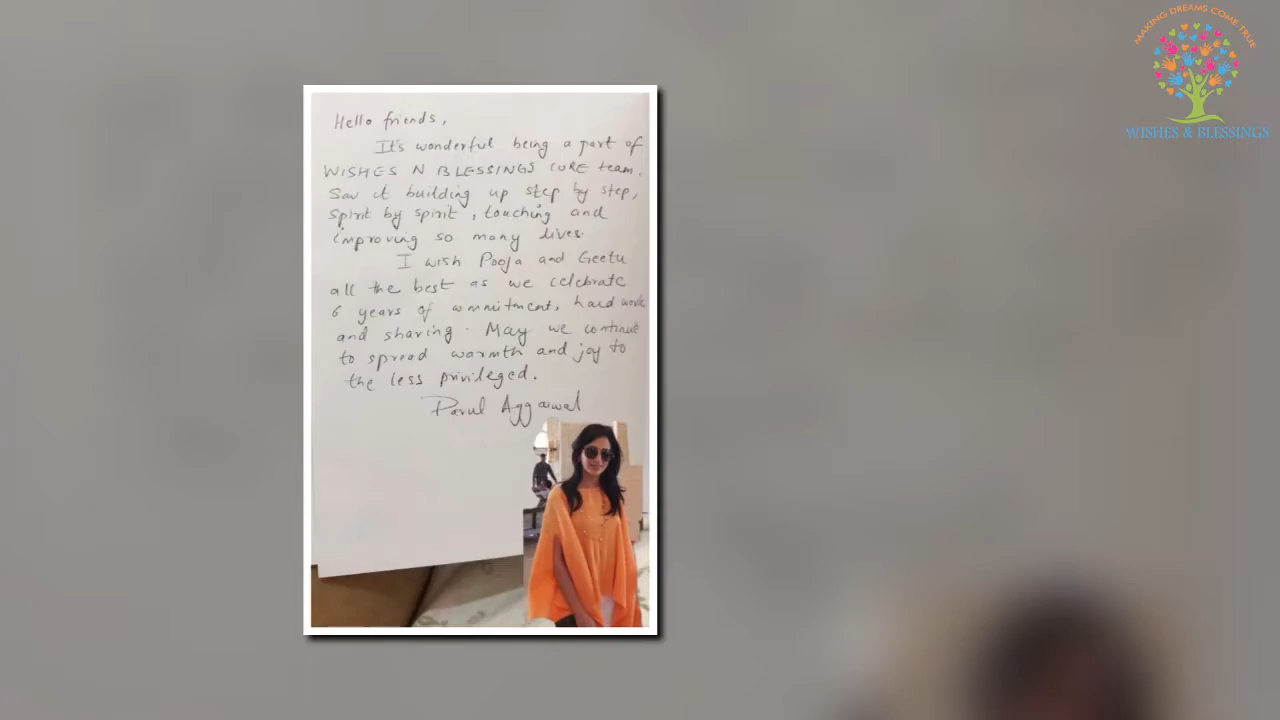 MAKING DREAMS COME TRUE
WISHES & BLESSINGS
Hello friends,
It's wonderful being a part of
WISHES N BLESSINGS CORE team.
Saw it building up step by step,
spirit by spirit, touching and
improving so many lives.
I wish Pooja and Geetu
all the best as we celebrate
6 years of commitment, hard work
and sharing. May we continue
to spread warmth and joy to
the less privileged.
Parul Aggarwal